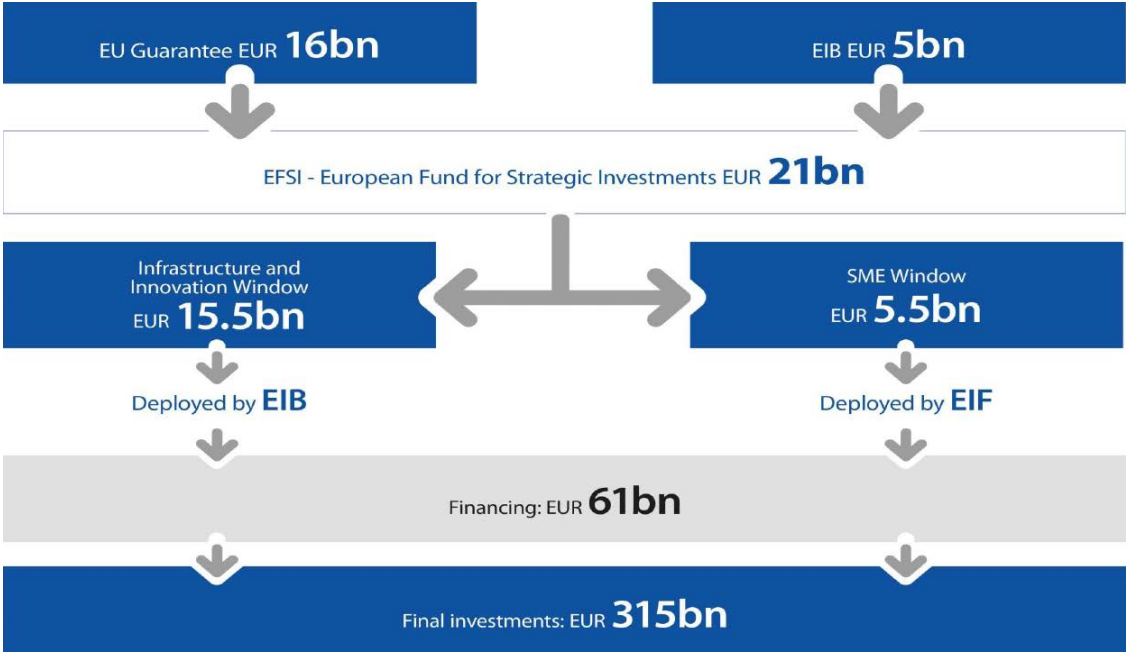 EU Guarantee EUR 16bn
EIB EUR 5bn
EFSI - European Fund for Strategic Investments EUR 21bn
Infrastructure and
Innovation Window
EUR 15.5bn
SME Window
EUR 5.5bn
Deployed by EIB
Deployed by EIF
Financing: EUR 61bn
Final investments: EUR 315bn